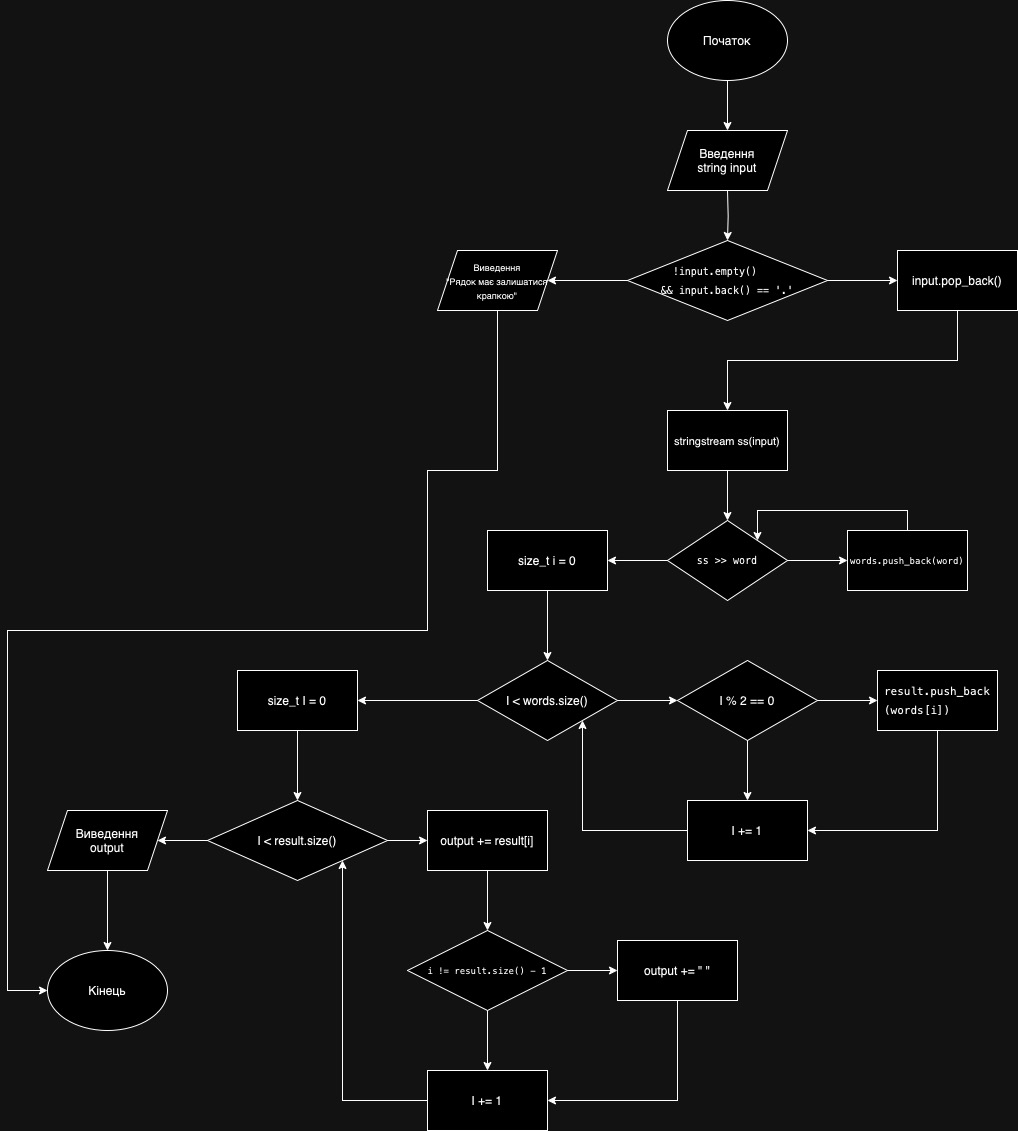 Початок
Введення
string input
!input.empty()
&& input.back() == '.'
Виведення
"Рядок має залишатися
крапкою"
input.pop_back()
stringstream ss(input)
ss >> word
words.push_back(word)
size_t i = 0
I < words.size()
I % 2 == 0
result.push_back
(words[i])
size_t I = 0
I += 1
I < result.size()
output += result[i]
Виведення
output
i != result.size() - 1
output += " "
Кінець
I += 1